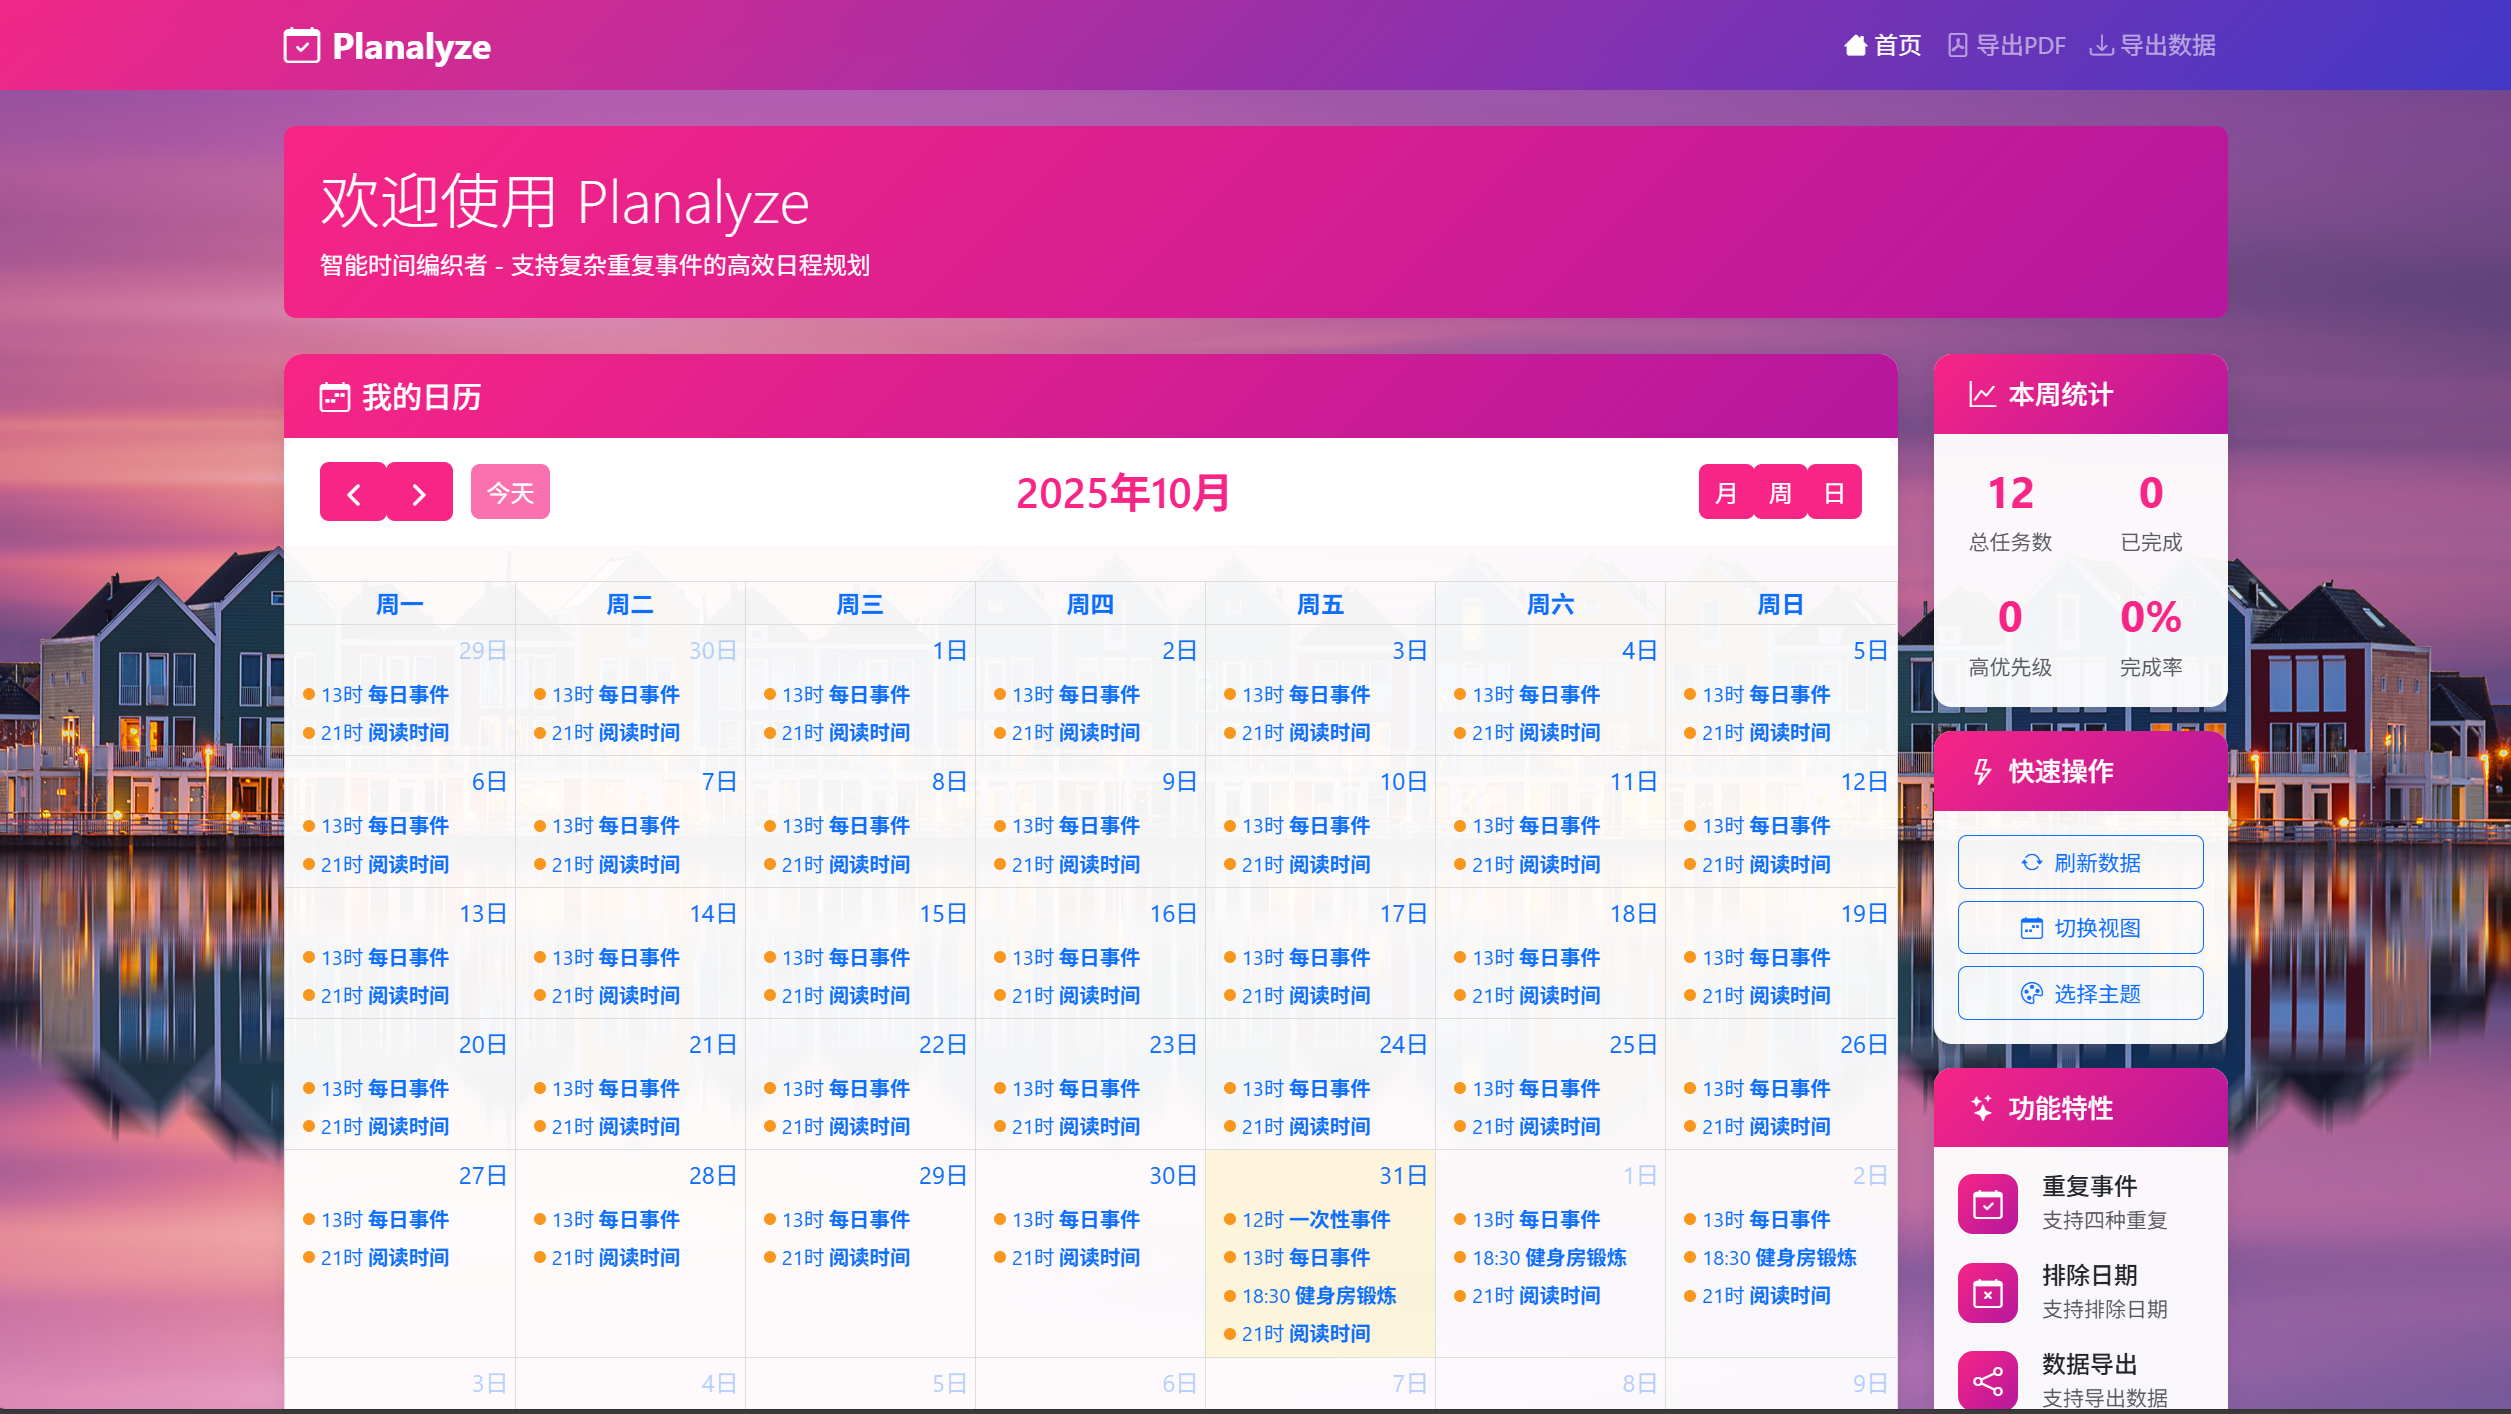 Planalyze
首页 导出PDF 导出数据
欢迎使用 Planalyze
智能时间编织者 - 支持复杂重复事件的高效日程规划
我的日历
今天 2025年10月 月 周 日
周一 周二 周三 周四 周五 周六 周日
29日 30日 1日 2日 3日 4日 5日
13时 每日事件 13时 每日事件 13时 每日事件 13时 每日事件 13时 每日事件 13时 每日事件 13时 每日事件
21时 阅读时间 21时 阅读时间 21时 阅读时间 21时 阅读时间 21时 阅读时间 21时 阅读时间 21时 阅读时间
6日 7日 8日 9日 10日 11日 12日
13时 每日事件 13时 每日事件 13时 每日事件 13时 每日事件 13时 每日事件 13时 每日事件 13时 每日事件
21时 阅读时间 21时 阅读时间 21时 阅读时间 21时 阅读时间 21时 阅读时间 21时 阅读时间 21时 阅读时间
13日 14日 15日 16日 17日 18日 19日
13时 每日事件 13时 每日事件 13时 每日事件 13时 每日事件 13时 每日事件 13时 每日事件 13时 每日事件
21时 阅读时间 21时 阅读时间 21时 阅读时间 21时 阅读时间 21时 阅读时间 21时 阅读时间 21时 阅读时间
20日 21日 22日 23日 24日 25日 26日
13时 每日事件 13时 每日事件 13时 每日事件 13时 每日事件 13时 每日事件 13时 每日事件 13时 每日事件
21时 阅读时间 21时 阅读时间 21时 阅读时间 21时 阅读时间 21时 阅读时间 21时 阅读时间 21时 阅读时间
27日 28日 29日 30日 31日 1日 2日
13时 每日事件 13时 每日事件 13时 每日事件 13时 每日事件 12时 一次性事件 13时 每日事件 13时 每日事件
21时 阅读时间 21时 阅读时间 21时 阅读时间 21时 阅读时间 13时 每日事件 18:30 健身房锻炼 18:30 健身房锻炼
18:30 健身房锻炼 21时 阅读时间 21时 阅读时间
21时 阅读时间
3日 4日 5日 6日 7日 8日 9日
本周统计
12 0
总任务数 已完成
0 0%
高优先级 完成率
快速操作
刷新数据
切换视图
选择主题
功能特性
重复事件
支持四种重复
排除日期
支持排除日期
数据导出
支持导出数据